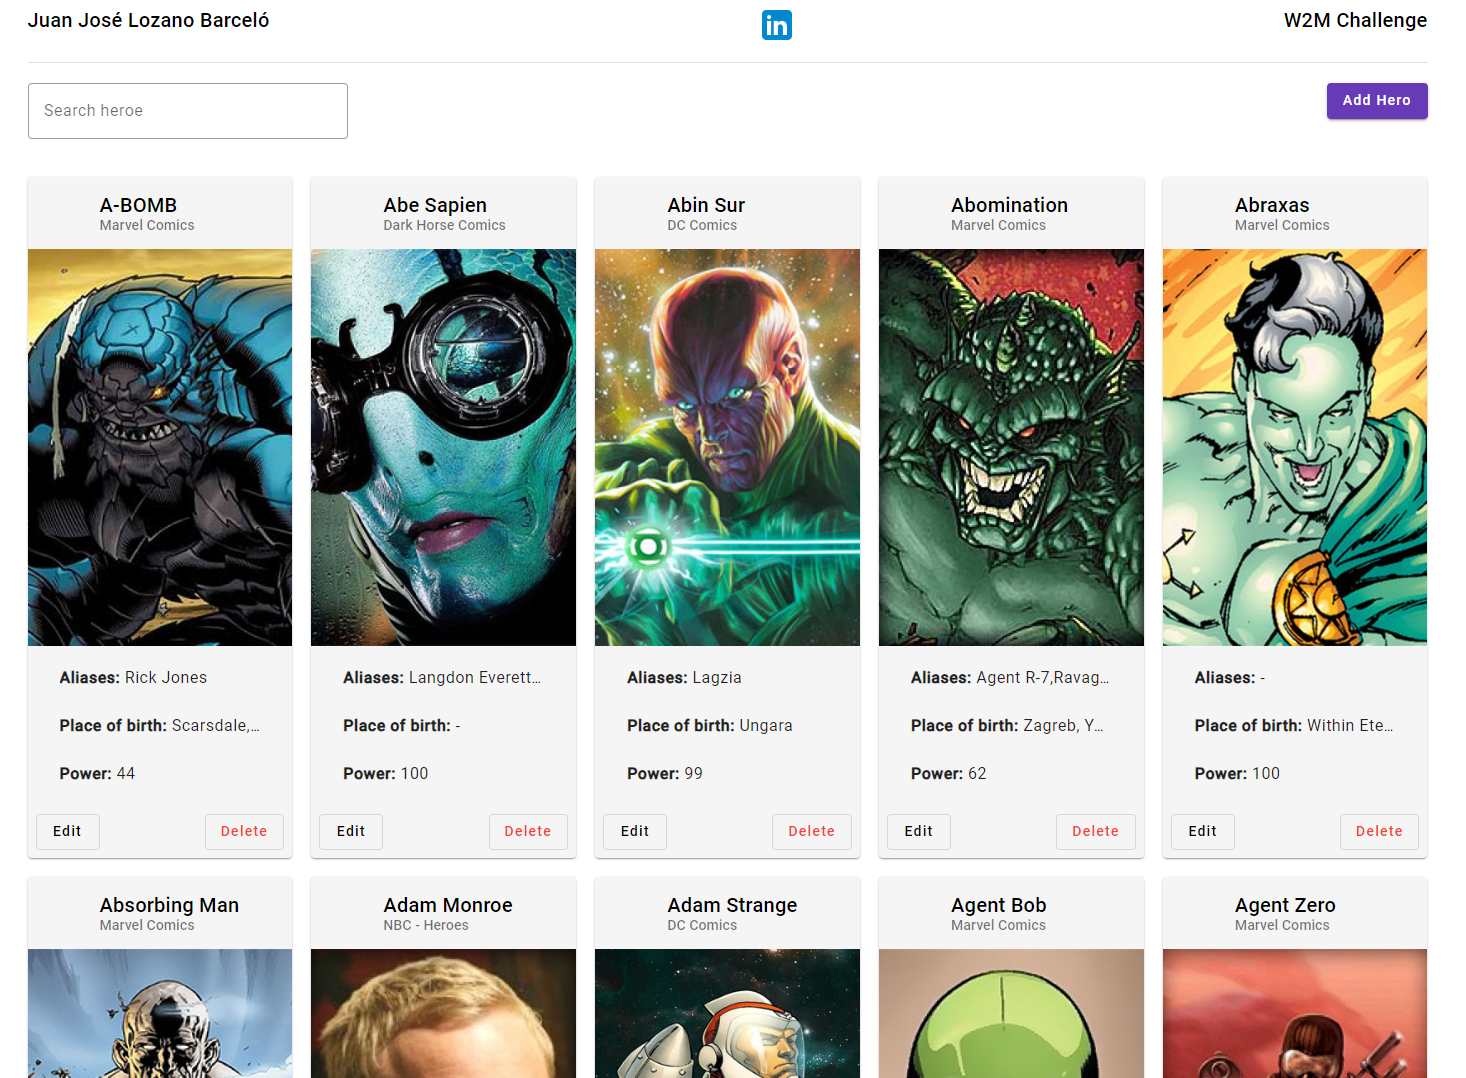 Juan José Lozano Barceló
in
W2M Challenge
Search heroe
Add Hero
A-BOMB
Marvel Comics
Abe Sapien
Dark Horse Comics
Abin Sur
DC Comics
Abomination
Marvel Comics
Abraxas
Marvel Comics
Aliases: Rick Jones
Place of birth: Scarsdale,...
Power: 44
Edit
Delete
Aliases: Langdon Everett...
Place of birth: -
Power: 100
Edit
Delete
Aliases: Lagzia
Place of birth: Ungara
Power: 99
Edit
Delete
Aliases: Agent R-7,Ravag...
Place of birth: Zagreb, Y...
Power: 62
Edit
Delete
Aliases: -
Place of birth: Within Ete...
Power: 100
Edit
Delete
Absorbing Man
Marvel Comics
Adam Monroe
NBC - Heroes
Adam Strange
DC Comics
Agent Bob
Marvel Comics
Agent Zero
Marvel Comics